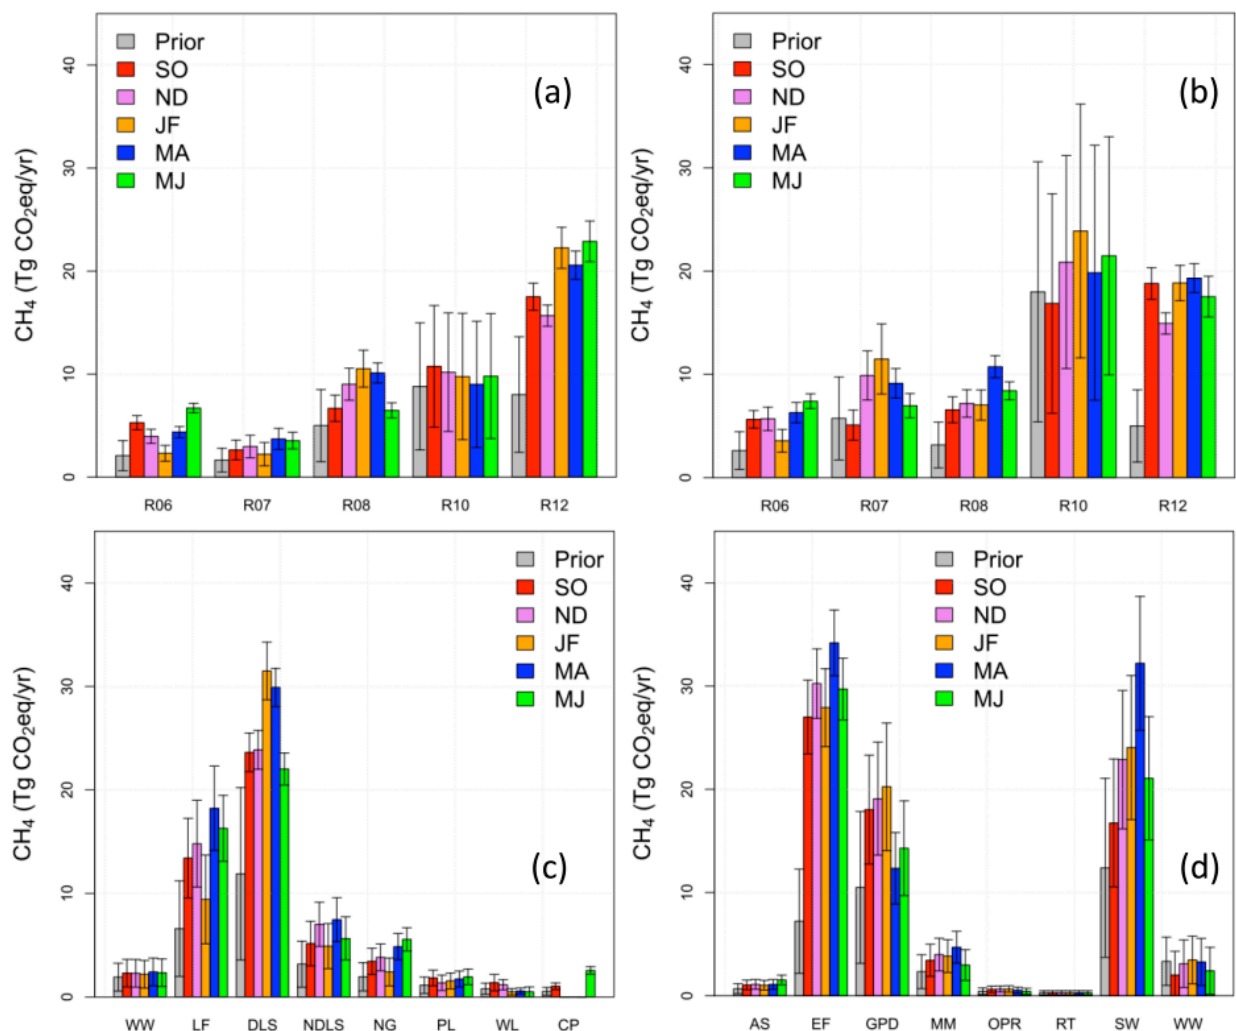 (a)
Prior
SO
ND
JF
MA
MJ
CH4 (Tg CO2eq/yr)
0 10 20 30 40
R06 R07 R08 R10 R12
(b)
Prior
SO
ND
JF
MA
MJ
CH4 (Tg CO2eq/yr)
0 10 20 30 40
R06 R07 R08 R10 R12
(c)
Prior
SO
ND
JF
MA
MJ
CH4 (Tg CO2eq/yr)
0 10 20 30 40
WW LF DLS NDLS NG PL WL CP
(d)
Prior
SO
ND
JF
MA
MJ
CH4 (Tg CO2eq/yr)
0 10 20 30 40
AS EF GPD MM OPR RT SW WW